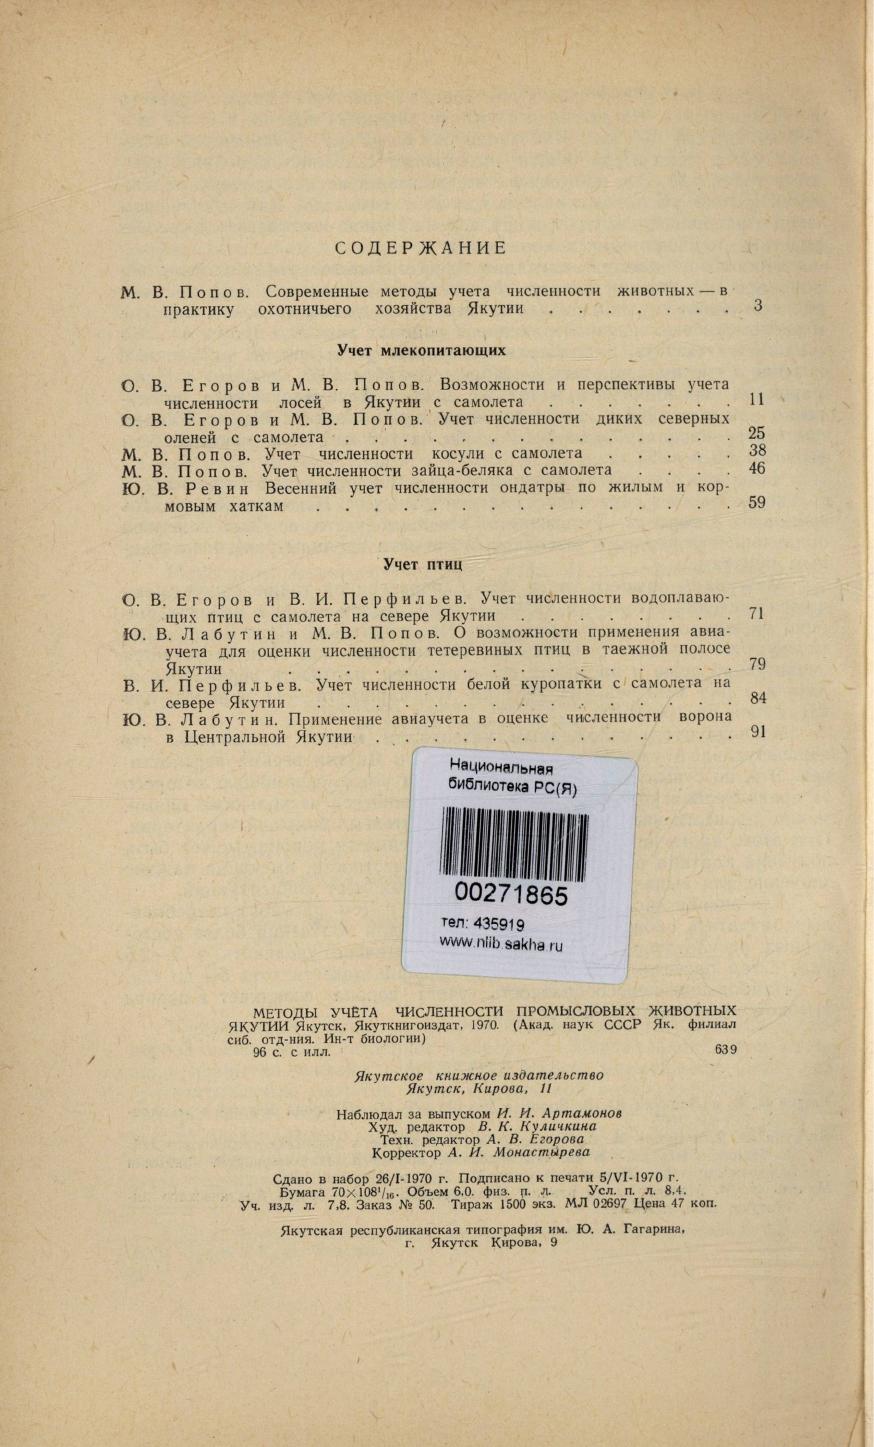 СОДЕРЖАНИЕ
М. В. Попов. Современные методы учета численности животных — в
практику охотничьего хозяйства Якутии . . . . . . . 3
Учет млекопитающих
О. В. Егоров и М. В. Попов. Возможности и перспективы учета
численности лосей в Якутии с самолета . . . . . . . 11
О. В. Егоров и М. В. Попов. Учет численности диких северных
оленей с самолета . . . . . . . . . . . . . . 25
М. В. Попов. Учет численности косули с самолета . . . . . 38
М. В. Попов. Учет численности зайца-беляка с самолета . . . . 46
Ю. В. Ревин Весенний учет численности ондатры по жилым и кор-
мовым хаткам . . . . . . . . . . . . . . . 59
Учет птиц
О. В. Егоров и В. И. Перфильев. Учет численности водоплаваю-
щих птиц с самолета на севере Якутии . . . . . . . . 71
Ю. В. Лабутин и М. В. Попов. О возможности применения авиа-
учета для оценки численности тетеревиных птиц в таежной полосе
Якутии . . . . . . . . . . . . . . . . 79
В. И. Перфильев. Учет численности белой куропатки с самолета на
севере Якутии . . . . . . . . . . . . . . . 84
Ю. В. Лабутин. Применение авиаучета в оценке численности ворона
в Центральной Якутии . . . . . . . . . . . . . 91
Национальная
библиотека РС(Я)
00271865
тел: 435919
www.nlib.sakha.ru
МЕТОДЫ УЧЁТА ЧИСЛЕННОСТИ ПРОМЫСЛОВЫХ ЖИВОТНЫХ
ЯКУТИИ Якутск, Якуткнигоиздат, 1970. (Акад. наук СССР Як. филиал
сиб. отд-ния. Ин-т биологии)
96 с. с илл. 639
Якутское книжное издательство
Якутск, Кирова, 11
Наблюдал за выпуском И. И. Артамонов
Худ. редактор В. К. Куличкина
Техн. редактор А. В. Егорова
Корректор А. И. Монастырева
Сдано в набор 26/I-1970 г. Подписано к печати 5/VI-1970 г.
Бумага 70×108¹/₁₆. Объем 6,0. физ. п. л. Усл. п. л. 8,4.
Уч. изд. л. 7,8. Заказ № 50. Тираж 1500 экз. МЛ 02697 Цена 47 коп.
Якутская республиканская типография им. Ю. А. Гагарина,
г. Якутск Кирова, 9